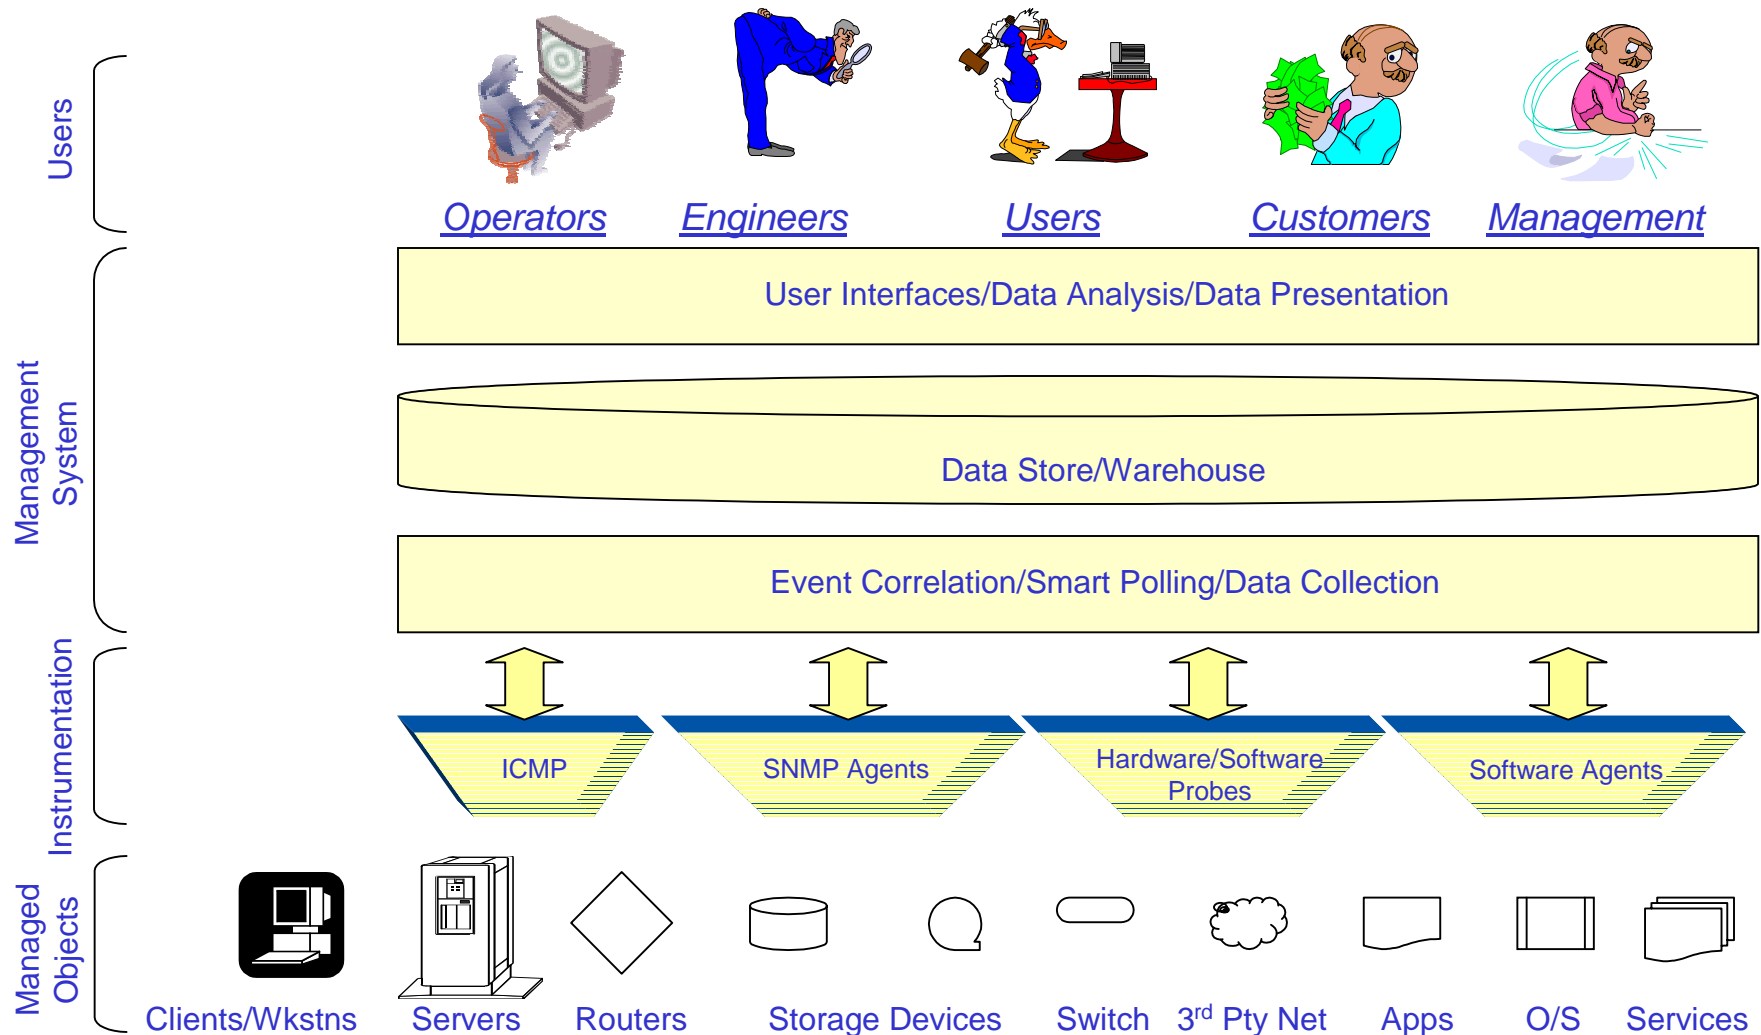 Users
Operators
Engineers
Users
Customers
Management
Management
System
User Interfaces/Data Analysis/Data Presentation
Data Store/Warehouse
Event Correlation/Smart Polling/Data Collection
Instrumentation
ICMP
SNMP Agents
Hardware/Software
Probes
Software Agents
Managed
Objects
Clients/Wkstns
Servers
Routers
Storage Devices
Switch
3rd Pty Net
Apps
O/S
Services